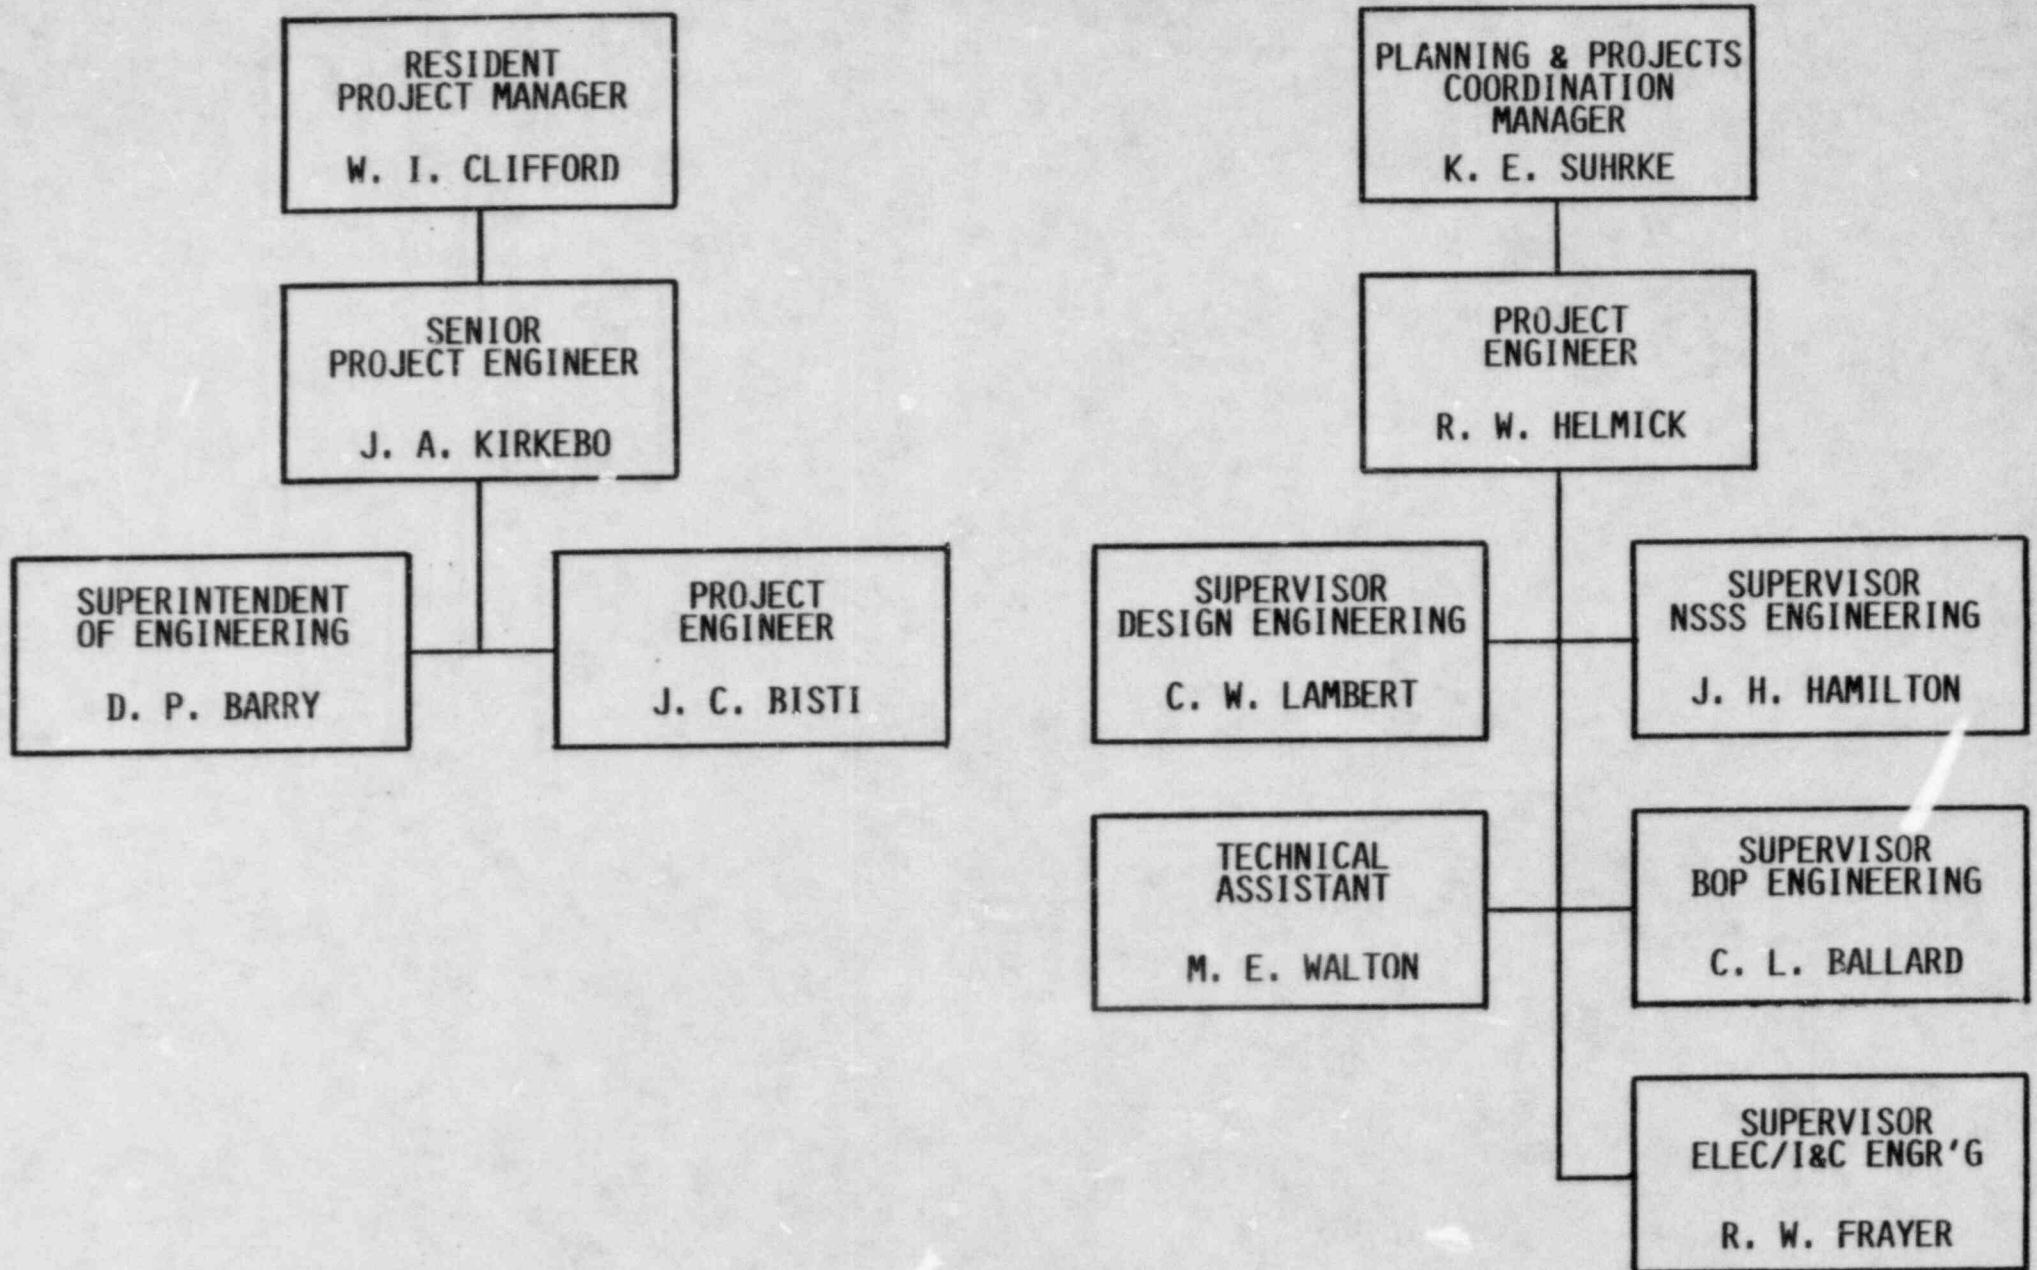 RESIDENT
PROJECT MANAGER
W. I. CLIFFORD
SENIOR
PROJECT ENGINEER
J. A. KIRKEBO
SUPERINTENDENT
OF ENGINEERING
D. P. BARRY
PROJECT
ENGINEER
J. C. BISTI
PLANNING & PROJECTS
COORDINATION
MANAGER
K. E. SUHRKE
PROJECT
ENGINEER
R. W. HELMICK
SUPERVISOR
DESIGN ENGINEERING
C. W. LAMBERT
SUPERVISOR
NSSS ENGINEERING
J. H. HAMILTON
TECHNICAL
ASSISTANT
M. E. WALTON
SUPERVISOR
BOP ENGINEERING
C. L. BALLARD
SUPERVISOR
ELEC/I&C ENGR'G
R. W. FRAYER